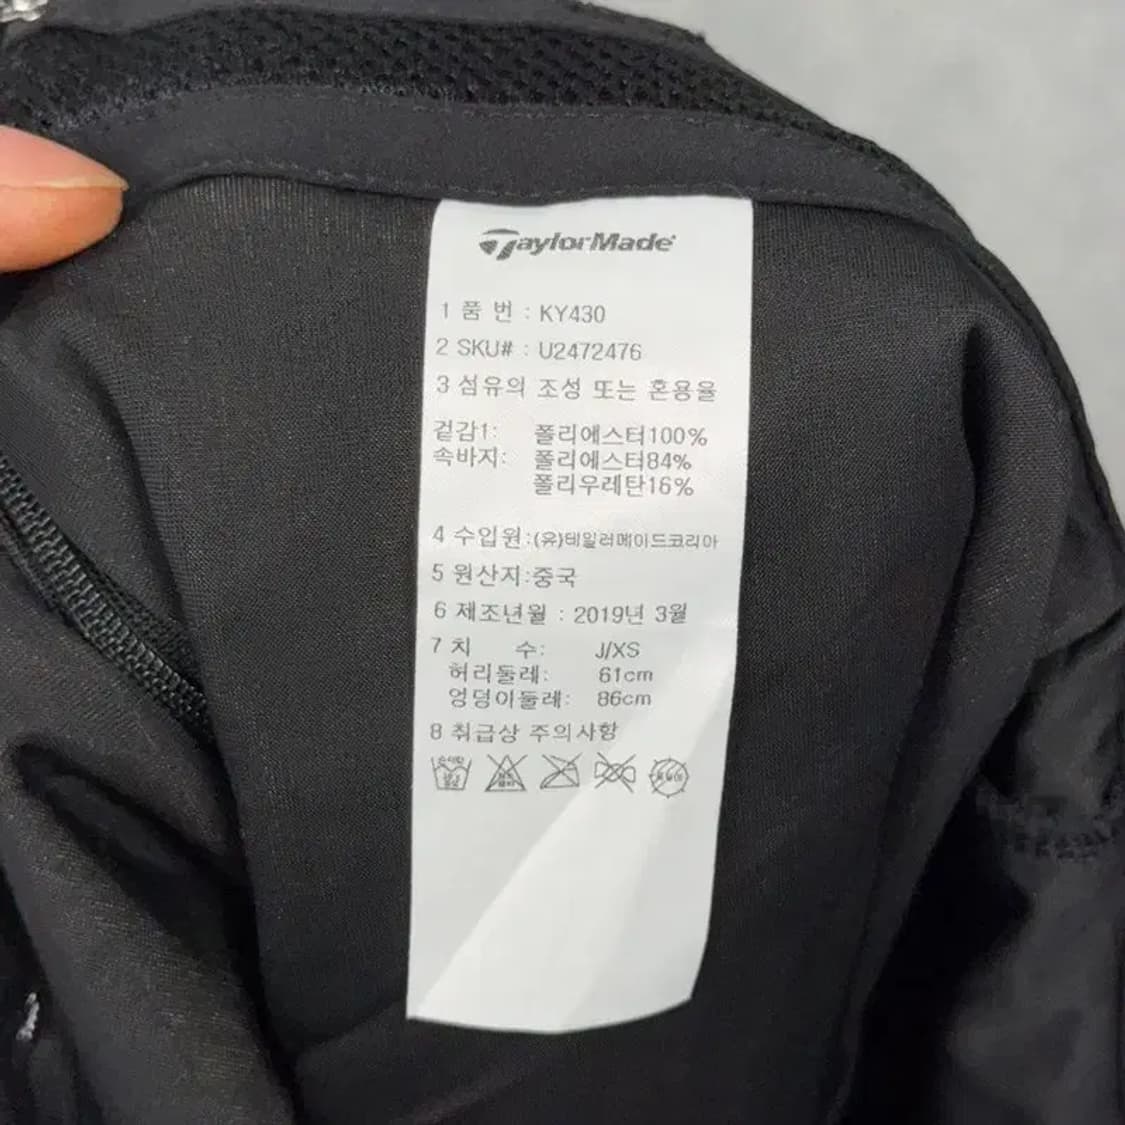 TaylorMade
1 품 번 : KY430
2 SKU# : U2472476
3 섬유의 조성 또는 혼용율
겉감1: 폴리에스터100%
속바지: 폴리에스터84%
폴리우레탄16%
4 수입원:(유)테일러메이드코리아
5 원산지:중국
6 제조년월 : 2019년 3월
7 치 수: J/XS
허리둘레: 61cm
엉덩이둘레: 86cm
8 취급상 주의사항